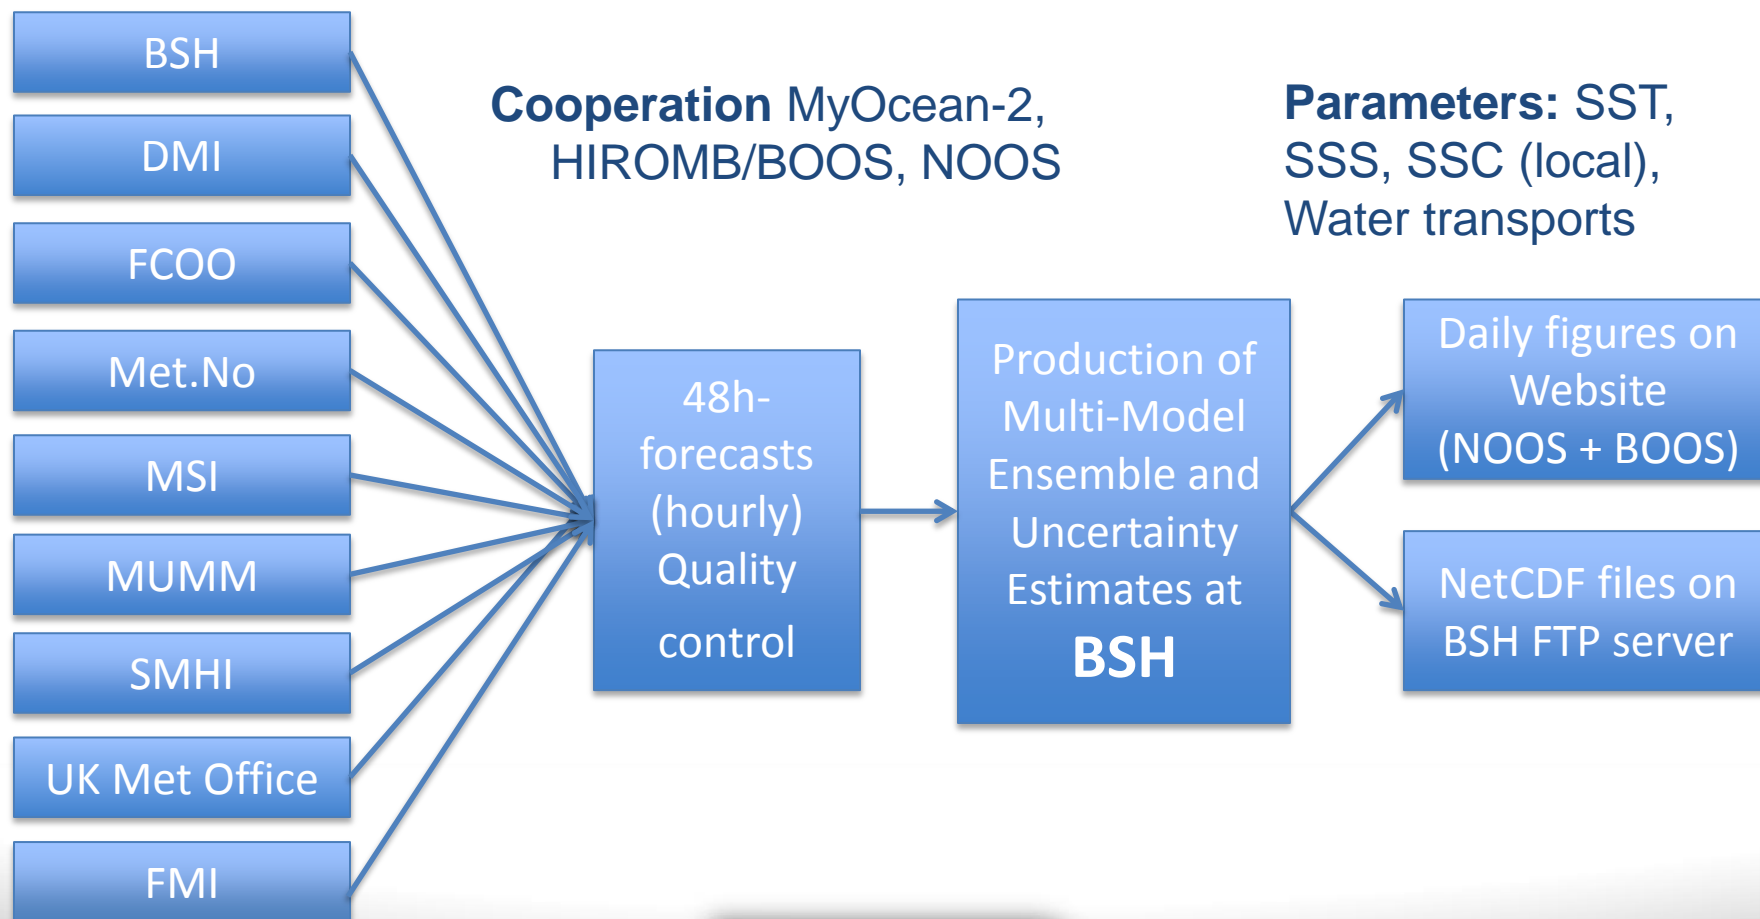 BSH
DMI
FCOO
Met.No
MSI
MUMM
SMHI
UK Met Office
FMI
Cooperation MyOcean-2,
HIROMB/BOOS, NOOS
Parameters: SST,
SSS, SSC (local),
Water transports
48h-
forecasts
(hourly)
Quality
control
Production of
Multi-Model
Ensemble and
Uncertainty
Estimates at
BSH
Daily figures on
Website
(NOOS + BOOS)
NetCDF files on
BSH FTP server